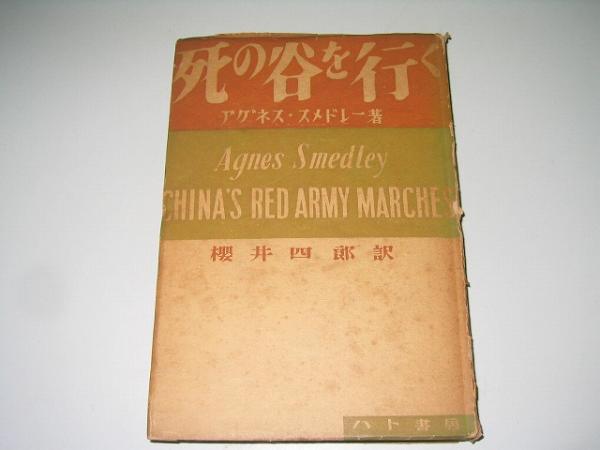 死の谷を行く
アグネス・スメドレー著
Agnes Smedley
CHINA'S RED ARMY MARCHES
櫻井四郎訳
ハト書房